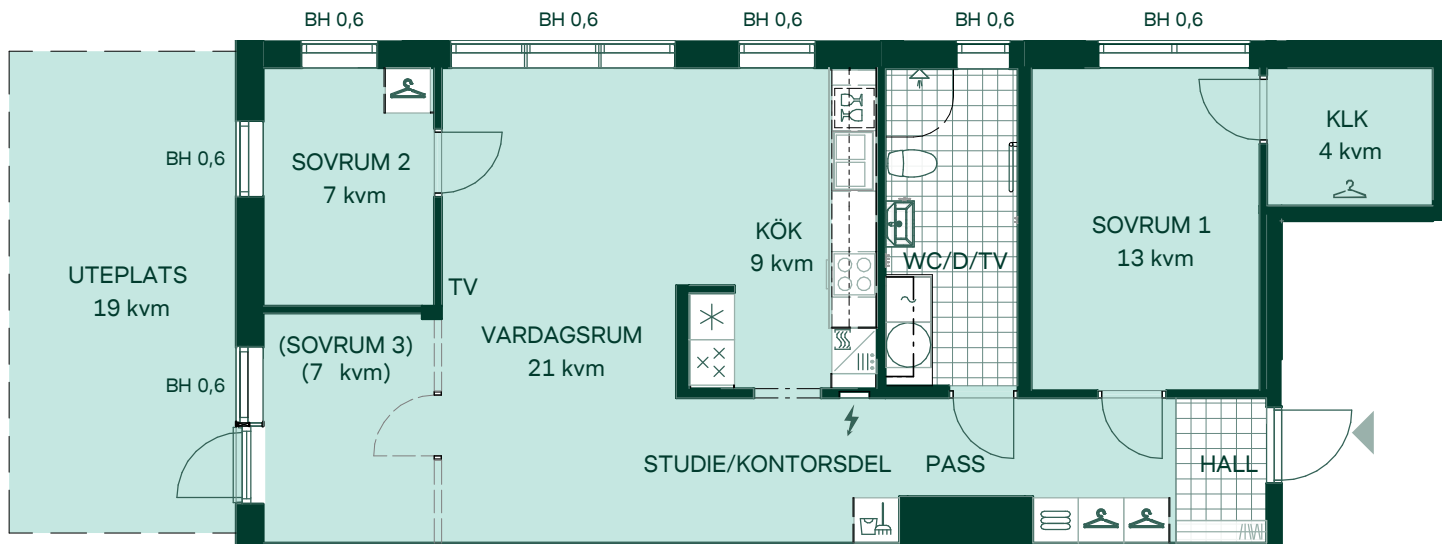 BH 0,6
BH 0,6
BH 0,6
BH 0,6
BH 0,6
BH 0,6
SOVRUM 2
7 kvm
KLK
4 kvm
KÖK
9 kvm
WC/D/TV
SOVRUM 1
13 kvm
UTEPLATS
19 kvm
TV
(SOVRUM 3)
(7 kvm)
VARDAGSRUM
21 kvm
BH 0,6
STUDIE/KONTORSDEL
PASS
HALL